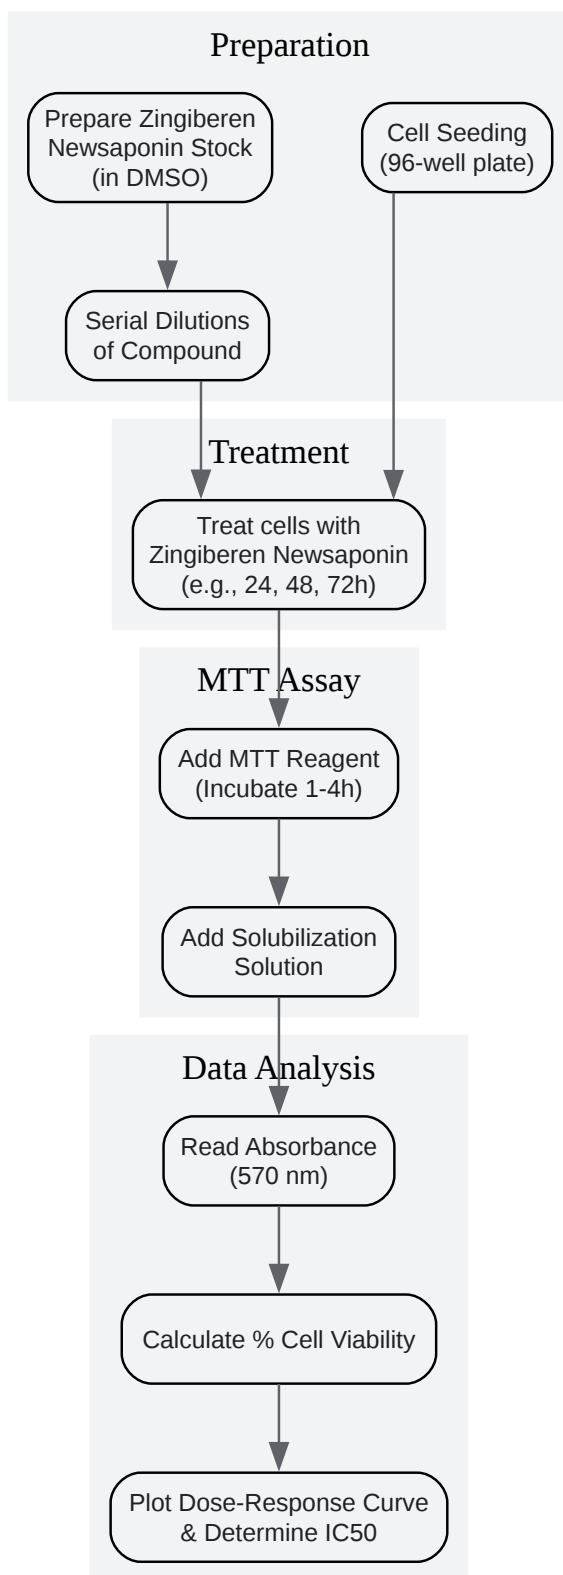 Preparation
Prepare Zingiberen
Newsaponin Stock
(in DMSO)
Cell Seeding
(96-well plate)
Serial Dilutions
of Compound
Treatment
Treat cells with
Zingiberen Newsaponin
(e.g., 24, 48, 72h)
MTT Assay
Add MTT Reagent
(Incubate 1-4h)
Add Solubilization
Solution
Data Analysis
Read Absorbance
(570 nm)
Calculate % Cell Viability
Plot Dose-Response Curve
& Determine IC50